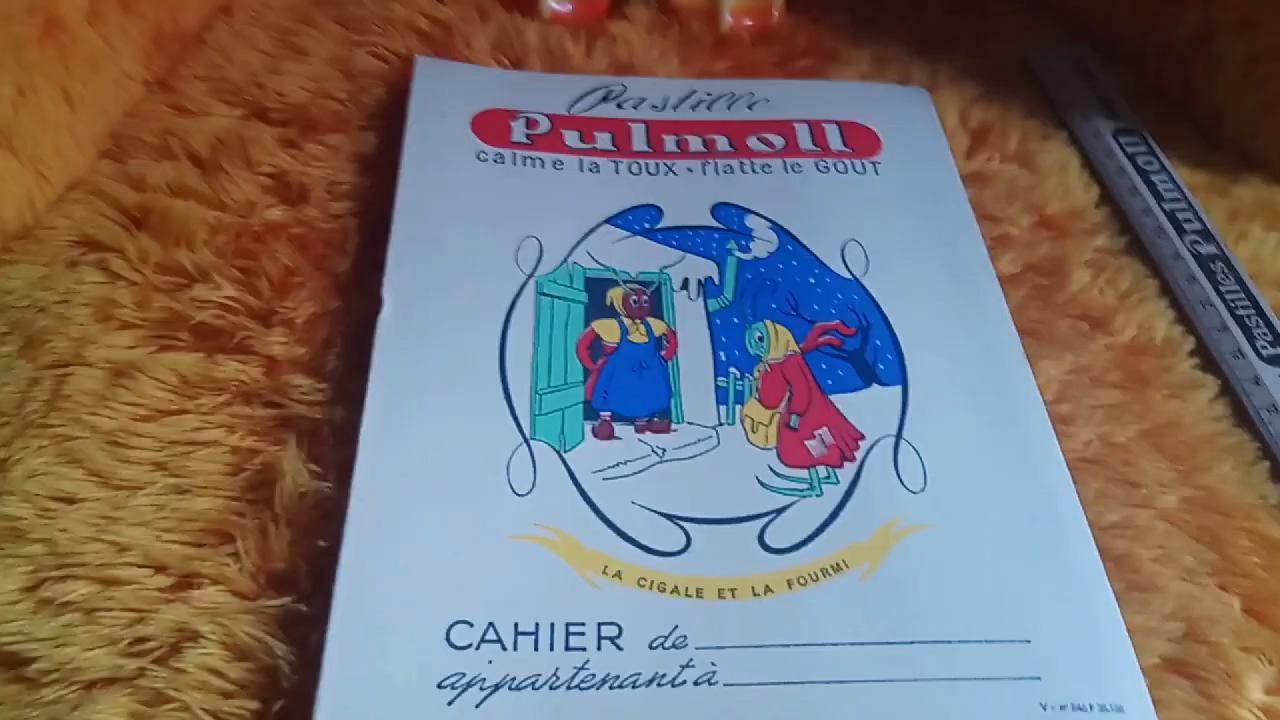 Pastille
Pulmoll
calme la TOUX • flatte le GOUT
LA CIGALE ET LA FOURMI
CAHIER de
appartenant à
Pastilles Pulmoll